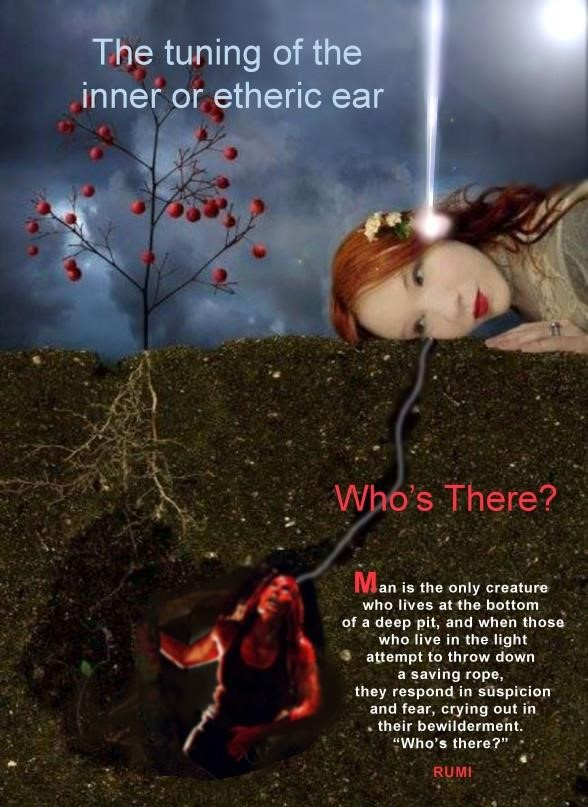 The tuning of the
inner or etheric ear
Who's There?
Man is the only creature
who lives at the bottom
of a deep pit, and when those
who live in the light
attempt to throw down
a saving rope,
they respond in suspicion
and fear, crying out in
their bewilderment.
“Who's there?”
RUMI